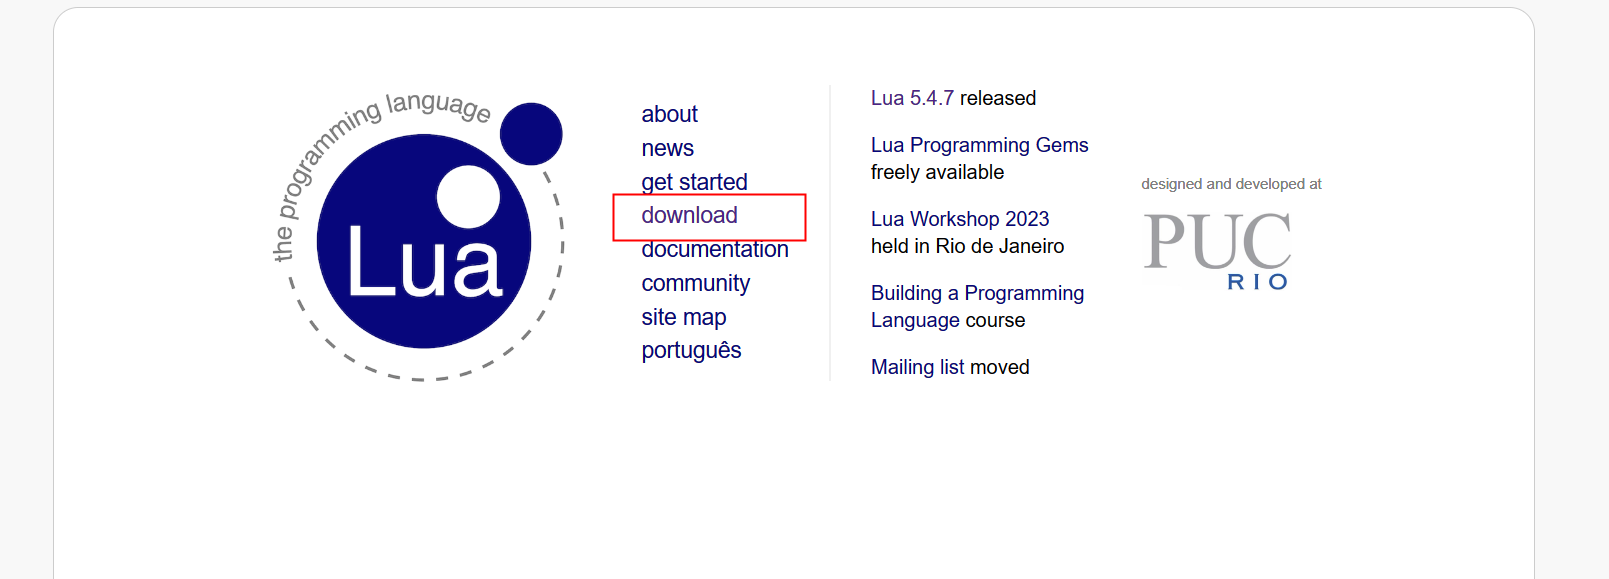 the programming language
Lua
about
news
get started
download
documentation
community
site map
português
Lua 5.4.7 released
Lua Programming Gems
freely available
Lua Workshop 2023
held in Rio de Janeiro
Building a Programming
Language course
Mailing list moved
designed and developed at
PUC
RIO